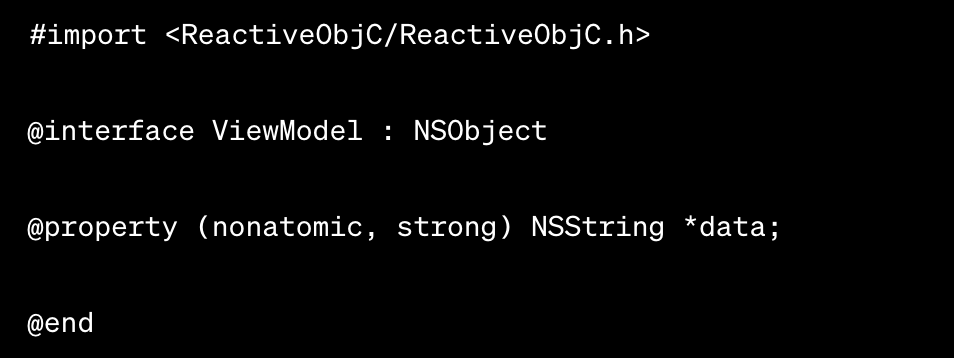 #import <ReactiveObjC/ReactiveObjC.h>
@interface ViewModel : NSObject
@property (nonatomic, strong) NSString *data;
@end